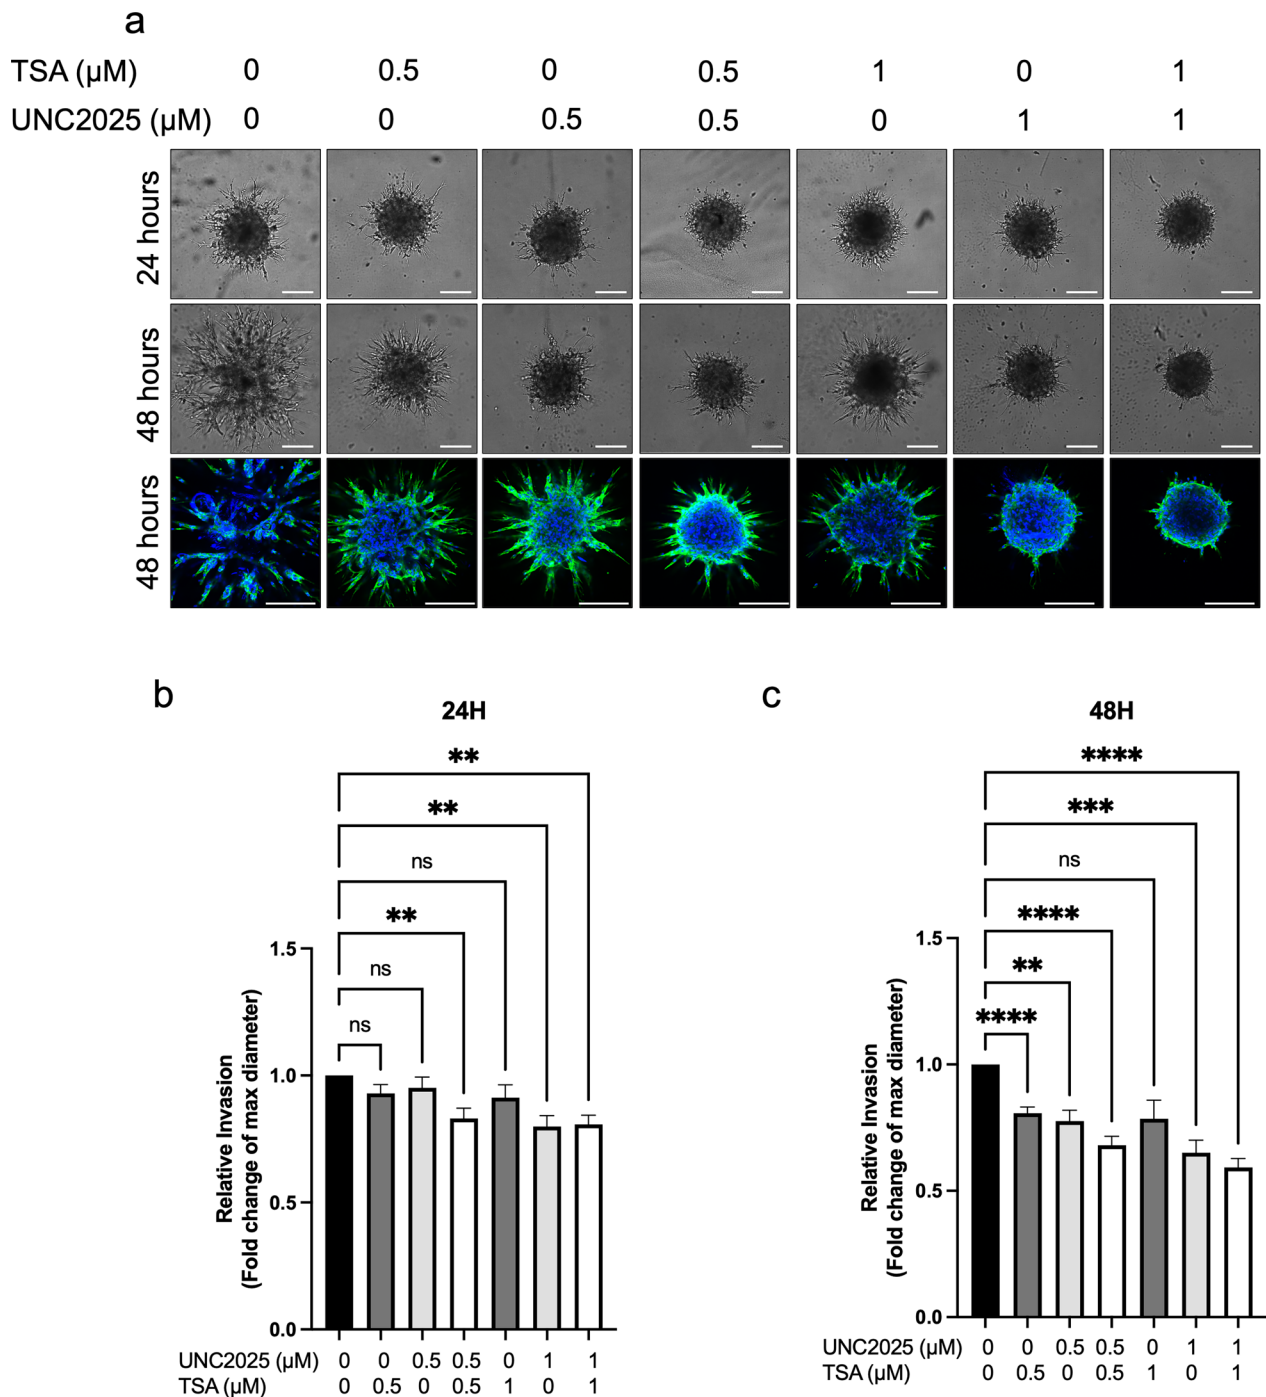 a
TSA (µM) 0 0.5 0 0.5 1 0 1
UNC2025 (µM) 0 0 0.5 0.5 0 1 1
24 hours
48 hours
48 hours
b
24H
**
**
ns
**
ns
ns
1.5
1.0
0.5
0.0
Relative Invasion
(Fold change of max diameter)
UNC2025 (µM) 0 0 0.5 0.5 0 1 1
TSA (µM) 0 0.5 0 0.5 1 0 1
c
48H
****
***
ns
****
**
****
1.5
1.0
0.5
0.0
Relative Invasion
(Fold change of max diameter)
UNC2025 (µM) 0 0 0.5 0.5 0 1 1
TSA (µM) 0 0.5 0 0.5 1 0 1